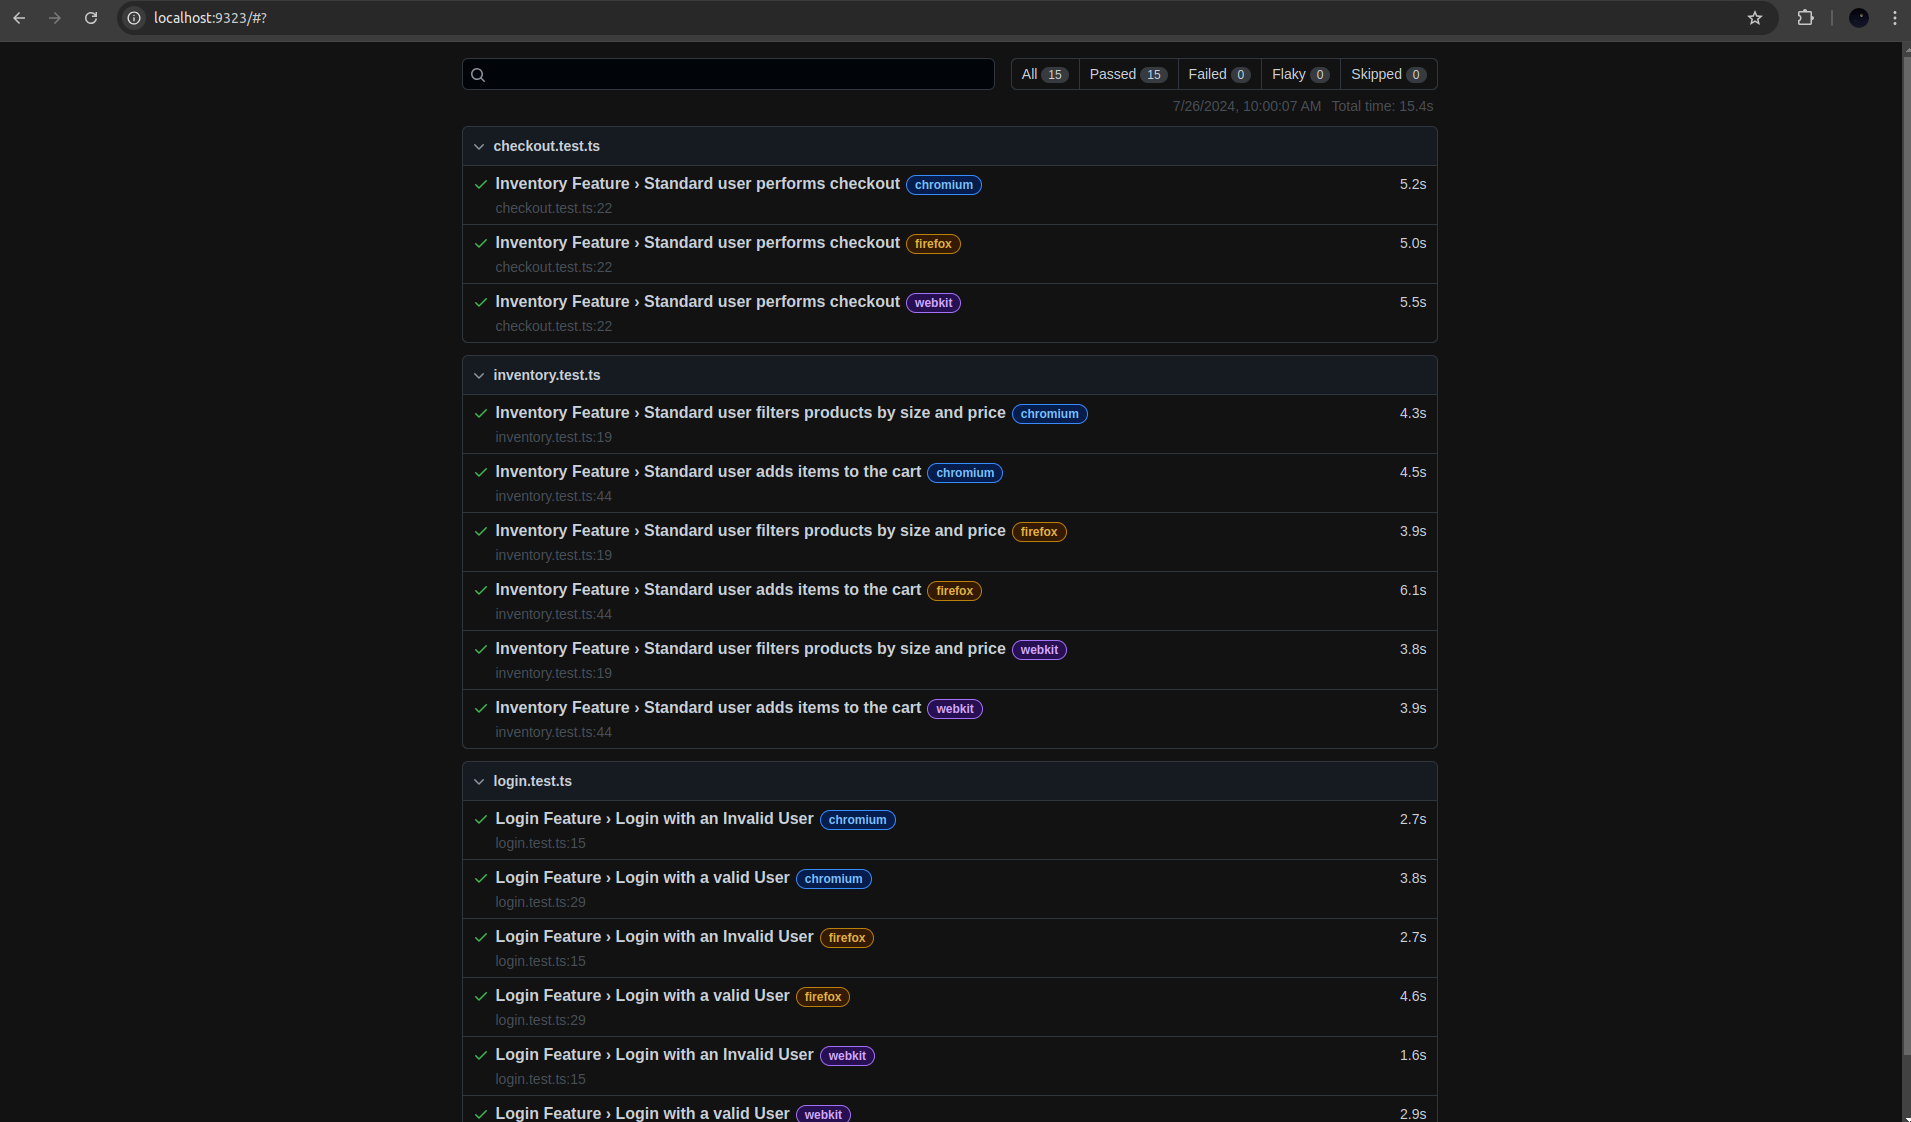 localhost:9323/#?
All 15 Passed 15 Failed 0 Flaky 0 Skipped 0
7/26/2024, 10:00:07 AM Total time: 15.4s
checkout.test.ts
Inventory Feature › Standard user performs checkout chromium 5.2s
checkout.test.ts:22
Inventory Feature › Standard user performs checkout firefox 5.0s
checkout.test.ts:22
Inventory Feature › Standard user performs checkout webkit 5.5s
checkout.test.ts:22
inventory.test.ts
Inventory Feature › Standard user filters products by size and price chromium 4.3s
inventory.test.ts:19
Inventory Feature › Standard user adds items to the cart chromium 4.5s
inventory.test.ts:44
Inventory Feature › Standard user filters products by size and price firefox 3.9s
inventory.test.ts:19
Inventory Feature › Standard user adds items to the cart firefox 6.1s
inventory.test.ts:44
Inventory Feature › Standard user filters products by size and price webkit 3.8s
inventory.test.ts:19
Inventory Feature › Standard user adds items to the cart webkit 3.9s
inventory.test.ts:44
login.test.ts
Login Feature › Login with an Invalid User chromium 2.7s
login.test.ts:15
Login Feature › Login with a valid User chromium 3.8s
login.test.ts:29
Login Feature › Login with an Invalid User firefox 2.7s
login.test.ts:15
Login Feature › Login with a valid User firefox 4.6s
login.test.ts:29
Login Feature › Login with an Invalid User webkit 1.6s
login.test.ts:15
Login Feature › Login with a valid User webkit 2.9s